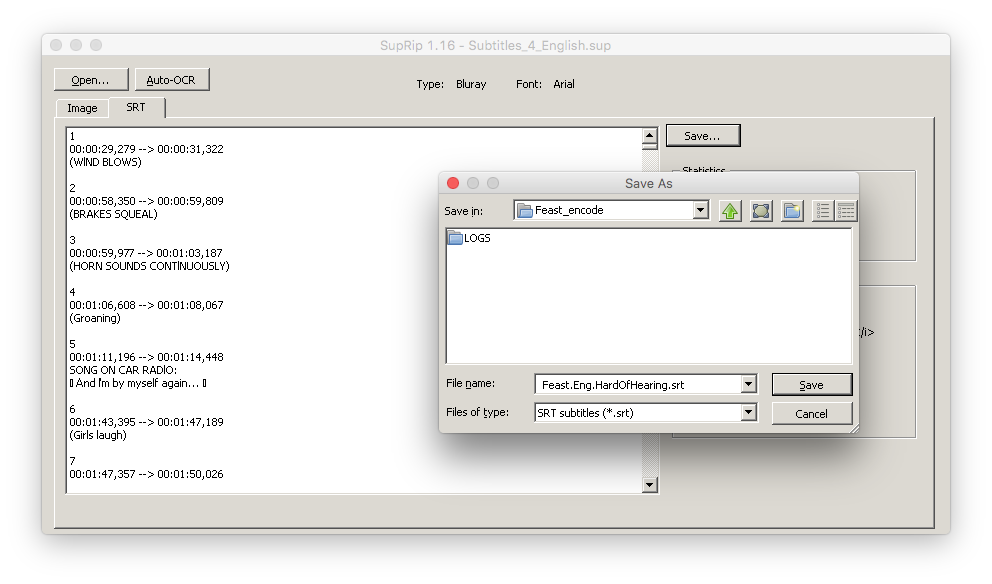 SupRip 1.16 - Subtitles_4_English.sup
Open...
Auto-OCR
Type: Bluray Font: Arial
Image
SRT
1
00:00:29,279 --> 00:00:31,322
(WlND BLOWS)
2
00:00:58,350 --> 00:00:59,809
(BRAKES SQUEAL)
3
00:00:59,977 --> 00:01:03,187
(HORN SOUNDS CONTlNUOUSLY)
4
00:01:06,608 --> 00:01:08,067
(Groaning)
5
00:01:11,196 --> 00:01:14,448
SONG ON CAR RADlO:
▯ And l'm by myself again... ▯
6
00:01:43,395 --> 00:01:47,189
(Girls laugh)
7
00:01:47,357 --> 00:01:50,026
Save...
Statistics
/i>
Save As
Save in:
Feast_encode
LOGS
File name:
Feast.Eng.HardOfHearing.srt
Save
Files of type:
SRT subtitles (*.srt)
Cancel